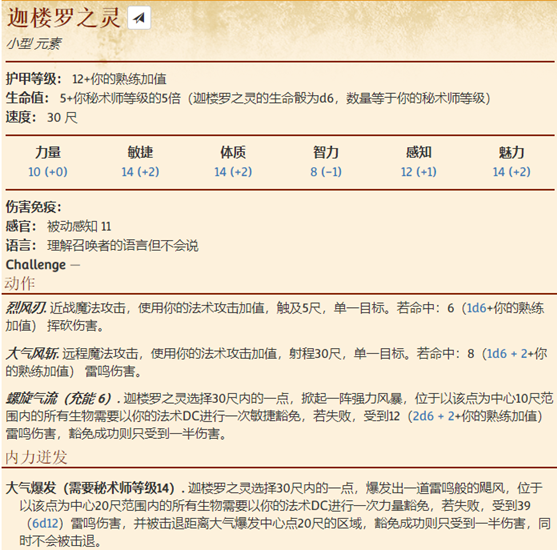 迦楼罗之灵
小型 元素
护甲等级： 12+你的熟练加值
生命值： 5+你秘术师等级的5倍（迦楼罗之灵的生命骰为d6，数量等于你的秘术师等级）
速度： 30 尺
力量 敏捷 体质 智力 感知 魅力
10 (+0) 14 (+2) 14 (+2) 8 (−1) 12 (+1) 14 (+2)
伤害免疫：
感官： 被动感知 11
语言： 理解召唤者的语言但不会说
Challenge —
动作
烈风刃. 近战魔法攻击，使用你的法术攻击加值，触及5尺，单一目标。若命中：6（1d6+你的熟练
加值） 挥砍伤害。
大气风斩. 远程魔法攻击，使用你的法术攻击加值，射程30尺，单一目标。若命中：8（1d6 + 2+你
的熟练加值） 雷鸣伤害。
螺旋气流（充能 6）. 迦楼罗之灵选择30尺内的一点，掀起一阵强力风暴，位于以该点为中心10尺范
围内的所有生物需要以你的法术DC进行一次敏捷豁免，若失败，受到12（2d6 + 2+你的熟练加值）
雷鸣伤害，豁免成功则只受到一半伤害。
内力迸发
大气爆发（需要秘术师等级14）. 迦楼罗之灵选择30尺内的一点，爆发出一道雷鸣般的飓风，位于
以该点为中心20尺范围内的所有生物需要以你的法术DC进行一次力量豁免，若失败，受到39
（6d12）雷鸣伤害，并被击退距离大气爆发中心点20尺的区域，豁免成功则只受到一半伤害，同
时不会被击退。